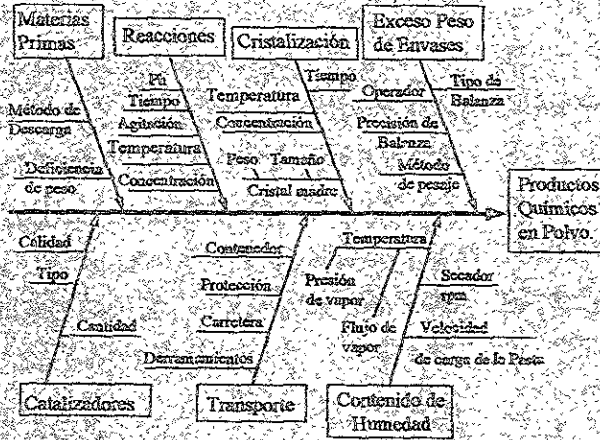 Materias
Primas
Reacciones
Cristalización
Exceso Peso
de Envases
Método de
Descarga
Deficiencia
de peso
Ph
Tiempo
Agitación
Temperatura
Concentración
Tiempo
Temperatura
Concentración
Peso Tamaño
Cristal madre
Operador
Tipo de
Balanza
Precisión de
Balanza
Método
de pesaje
Productos
Químicos
en Polvo.
Calidad
Tipo
Cantidad
Contenedor
Protección
Carretera
Derramamientos
Temperatura
Presión
de vapor
Flujo de
vapor
Secador
rpm
Velocidad
de carga de la Pasta
Catalizadores
Transporte
Contenido de
Humedad